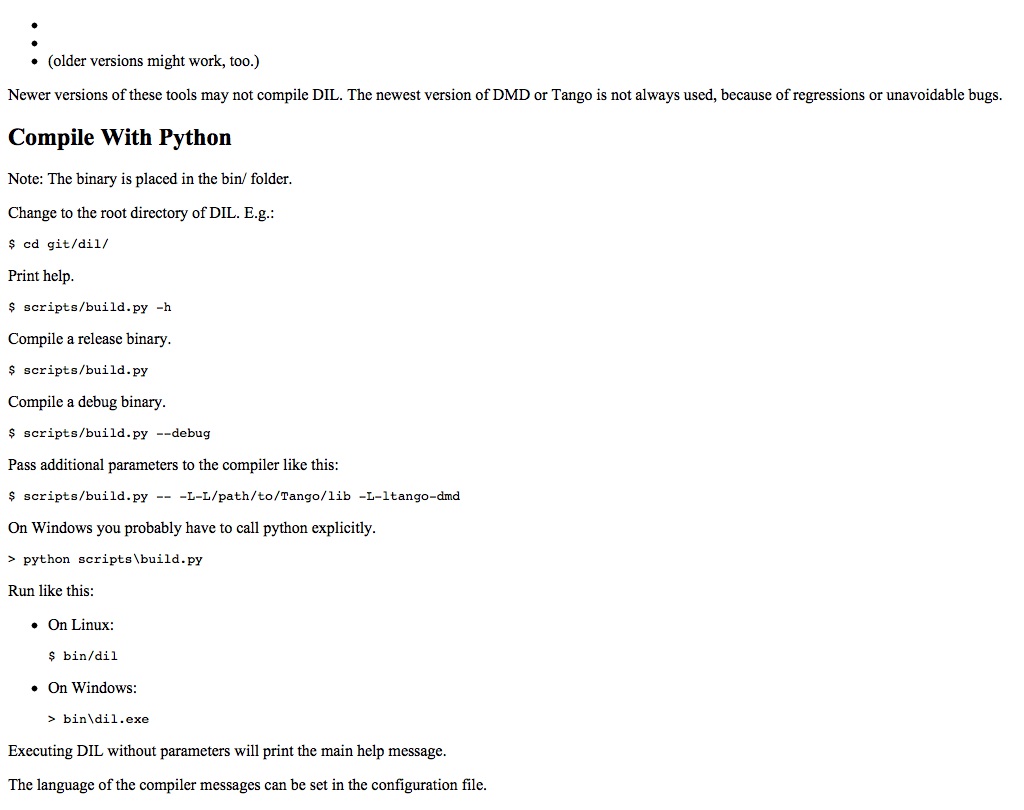 (older versions might work, too.)
Newer versions of these tools may not compile DIL. The newest version of DMD or Tango is not always used, because of regressions or unavoidable bugs.
Compile With Python
Note: The binary is placed in the bin/ folder.
Change to the root directory of DIL. E.g.:
$ cd git/dil/
Print help.
$ scripts/build.py -h
Compile a release binary.
$ scripts/build.py
Compile a debug binary.
$ scripts/build.py --debug
Pass additional parameters to the compiler like this:
$ scripts/build.py -- -L-L/path/to/Tango/lib -L-ltango-dmd
On Windows you probably have to call python explicitly.
> python scripts\build.py
Run like this:
On Linux:
$ bin/dil
On Windows:
> bin\dil.exe
Executing DIL without parameters will print the main help message.
The language of the compiler messages can be set in the configuration file.